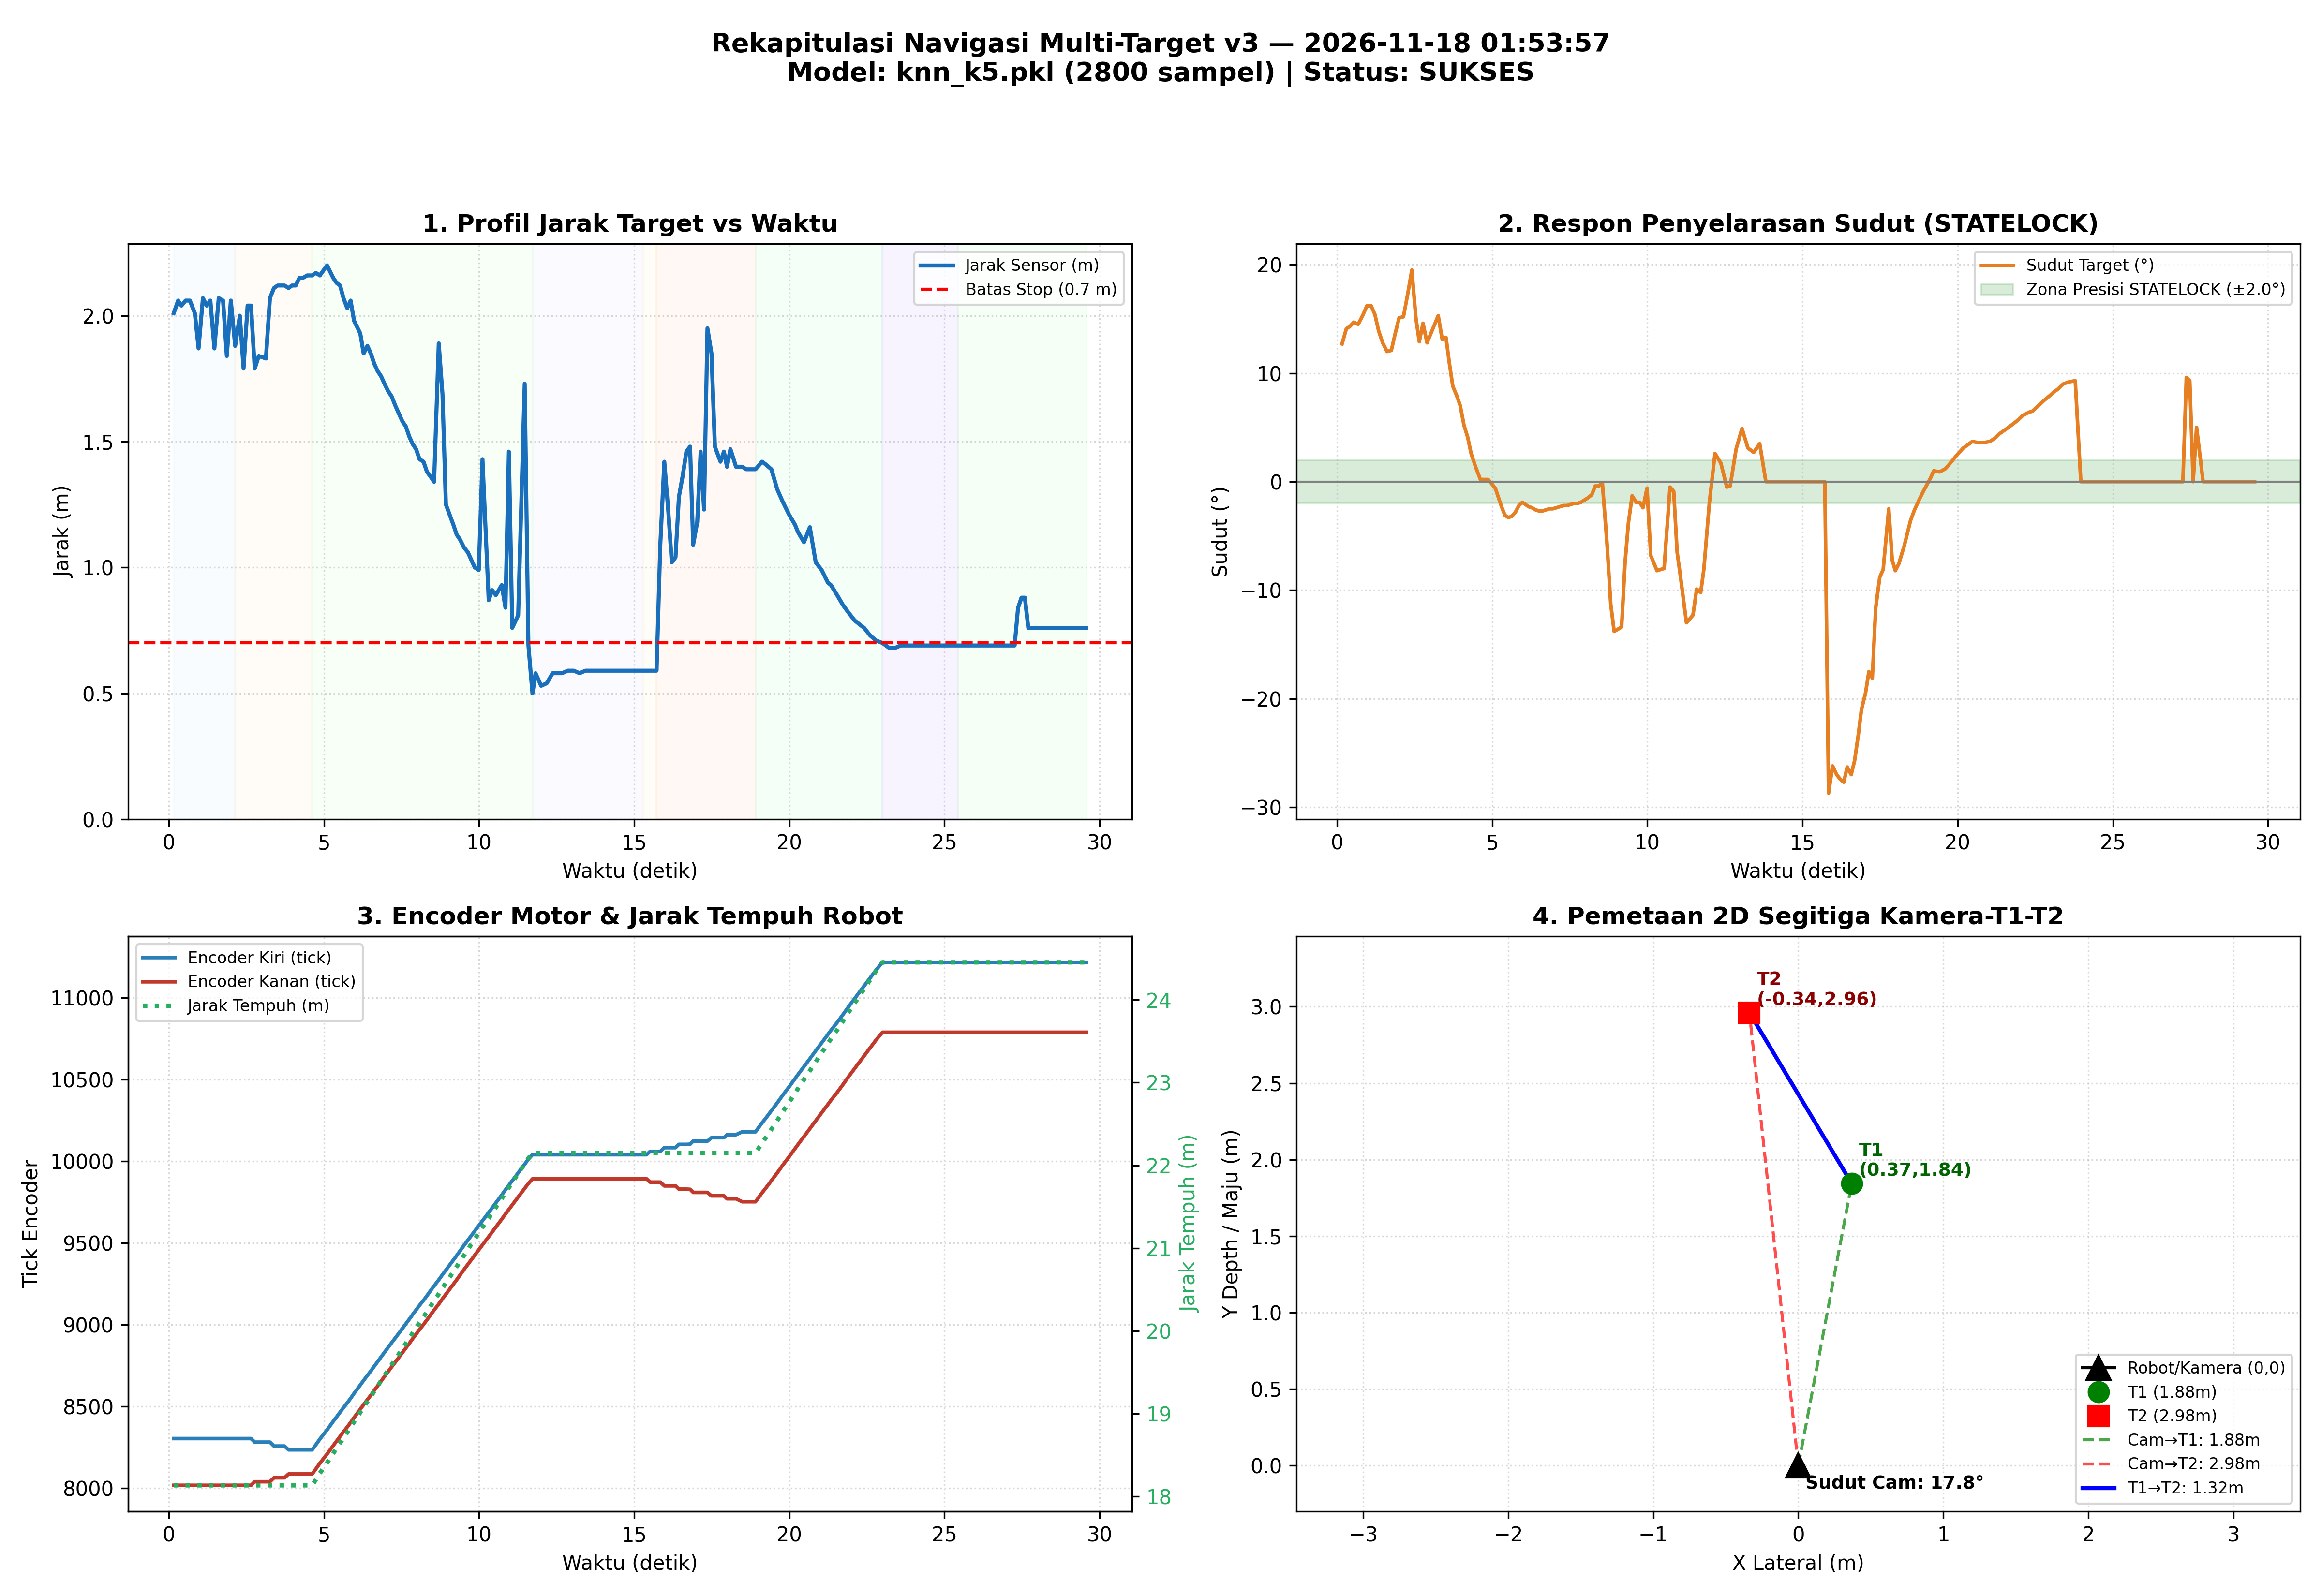 Rekapitulasi Navigasi Multi-Target v3 — 2026-11-18 01:53:57
Model: knn_k5.pkl (2800 sampel) | Status: SUKSES
1. Profil Jarak Target vs Waktu
Jarak Sensor (m)
Batas Stop (0.7 m)
Jarak (m)
2.0
1.5
1.0
0.5
0.0
0 5 10 15 20 25 30
Waktu (detik)
2. Respon Penyelarasan Sudut (STATELOCK)
Sudut Target (°)
Zona Presisi STATELOCK (±2.0°)
Sudut (°)
20
10
0
−10
−20
−30
0 5 10 15 20 25 30
Waktu (detik)
3. Encoder Motor & Jarak Tempuh Robot
Encoder Kiri (tick)
Encoder Kanan (tick)
Jarak Tempuh (m)
Tick Encoder
11000
10500
10000
9500
9000
8500
8000
24
23
22
21
20
19
18
Jarak Tempuh (m)
0 5 10 15 20 25 30
Waktu (detik)
4. Pemetaan 2D Segitiga Kamera-T1-T2
T2
(-0.34,2.96)
T1
(0.37,1.84)
Sudut Cam: 17.8°
Robot/Kamera (0,0)
T1 (1.88m)
T2 (2.98m)
Cam→T1: 1.88m
Cam→T2: 2.98m
T1→T2: 1.32m
Y Depth / Maju (m)
3.0
2.5
2.0
1.5
1.0
0.5
0.0
−3 −2 −1 0 1 2 3
X Lateral (m)